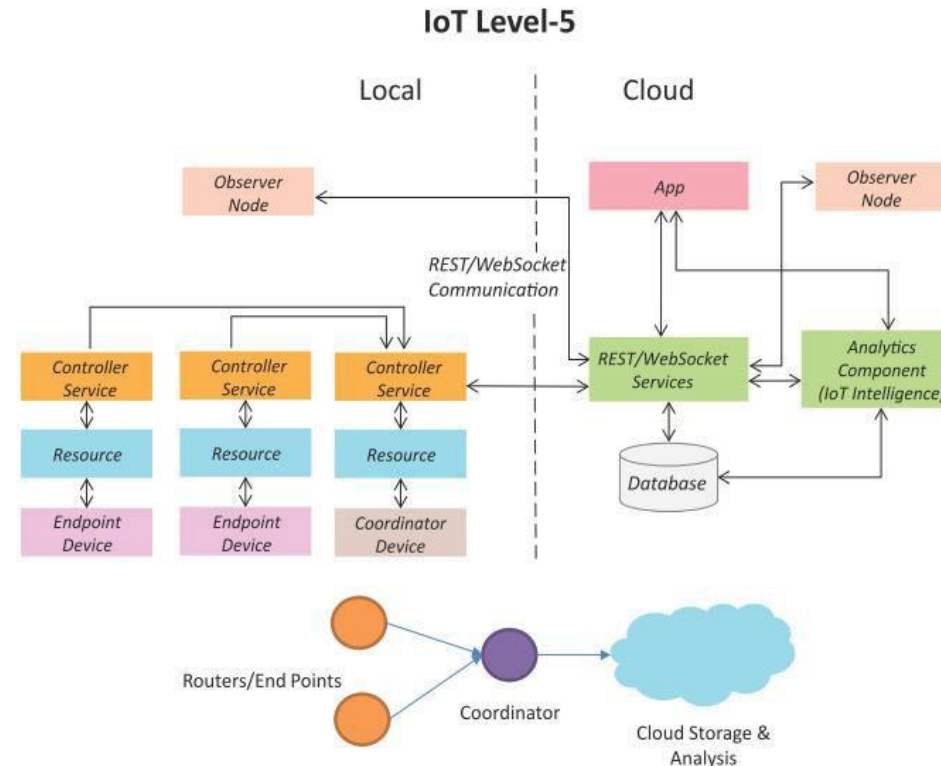 IoT Level-5
Local
Cloud
Observer
Node
App
Observer
Node
REST/WebSocket
Communication
Controller
Service
Controller
Service
Controller
Service
REST/WebSocket
Services
Analytics
Component
(IoT Intelligence)
Resource
Resource
Resource
Database
Endpoint
Device
Endpoint
Device
Coordinator
Device
Routers/End Points
Coordinator
Cloud Storage &
Analysis